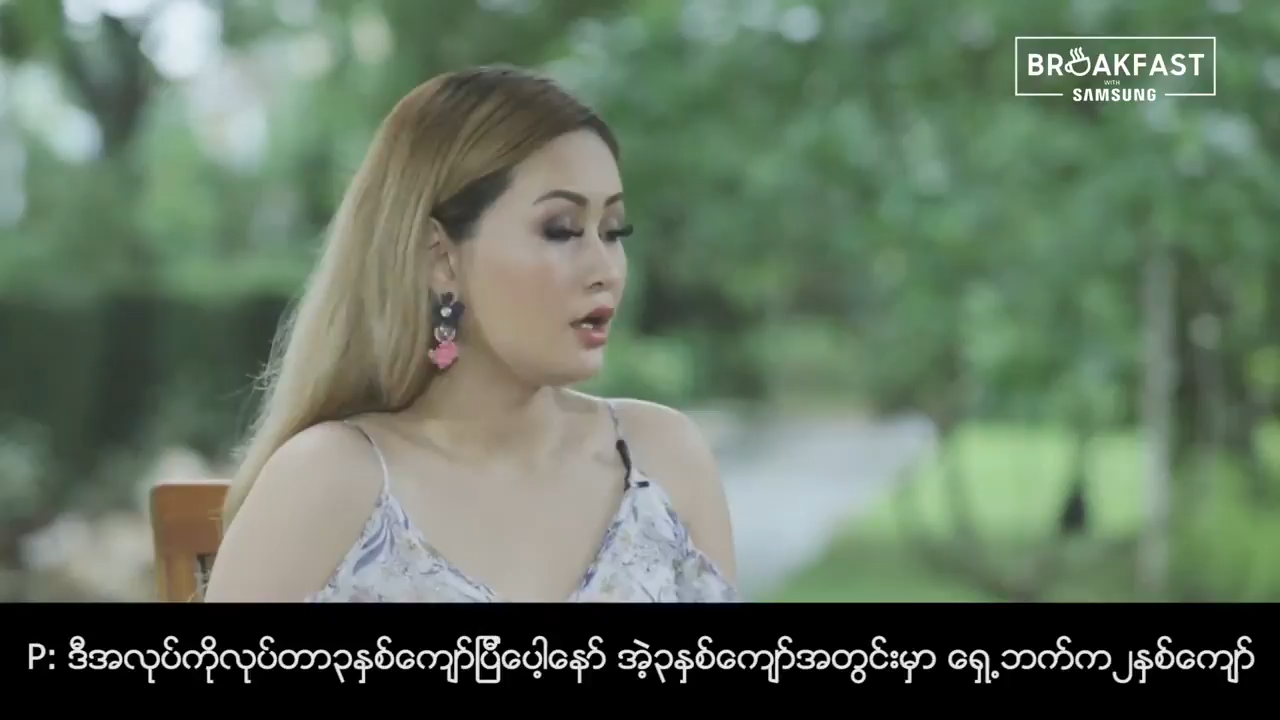 BREAKFAST
WITH
SAMSUNG
P: ဒီအလုပ်ကိုလုပ်တာ၃နှစ်ကျော်ပြီပေါ့နော် အဲ့၃နှစ်ကျော်အတွင်းမှာ ရှေ့ဘက်က၂နှစ်ကျော်